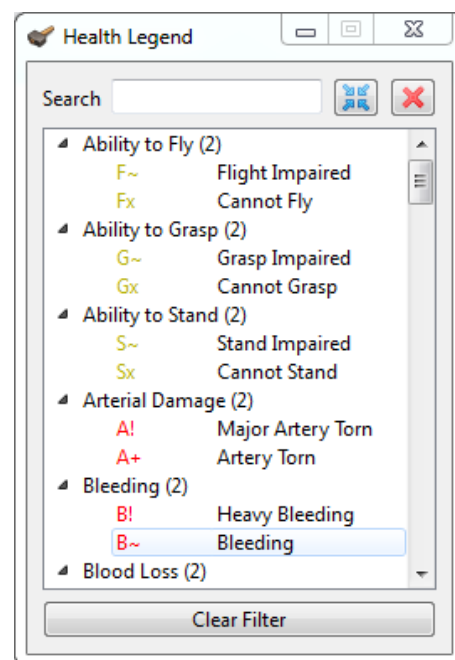 Health Legend
Search
Ability to Fly (2)
F~ Flight Impaired
Fx Cannot Fly
Ability to Grasp (2)
G~ Grasp Impaired
Gx Cannot Grasp
Ability to Stand (2)
S~ Stand Impaired
Sx Cannot Stand
Arterial Damage (2)
A! Major Artery Torn
A+ Artery Torn
Bleeding (2)
B! Heavy Bleeding
B~ Bleeding
Blood Loss (2)
Clear Filter